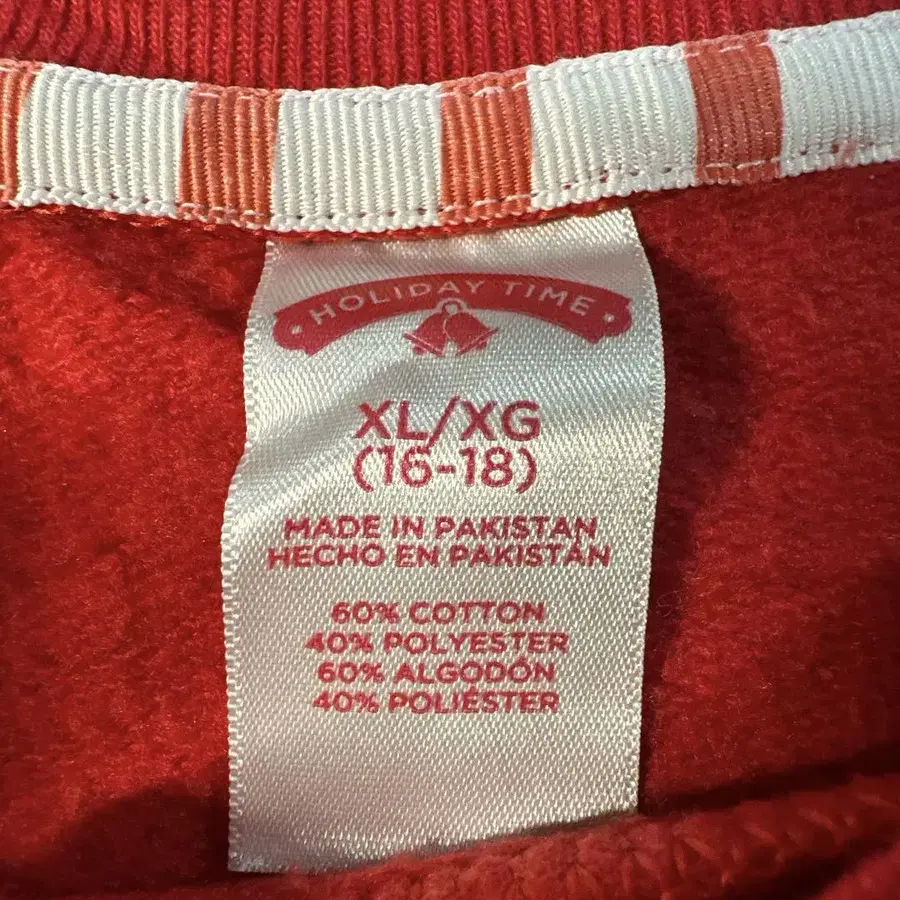 · HOLIDAY TIME ·
XL/XG
(16-18)
MADE IN PAKISTAN
HECHO EN PAKISTÁN
60% COTTON
40% POLYESTER
60% ALGODÓN
40% POLIÉSTER